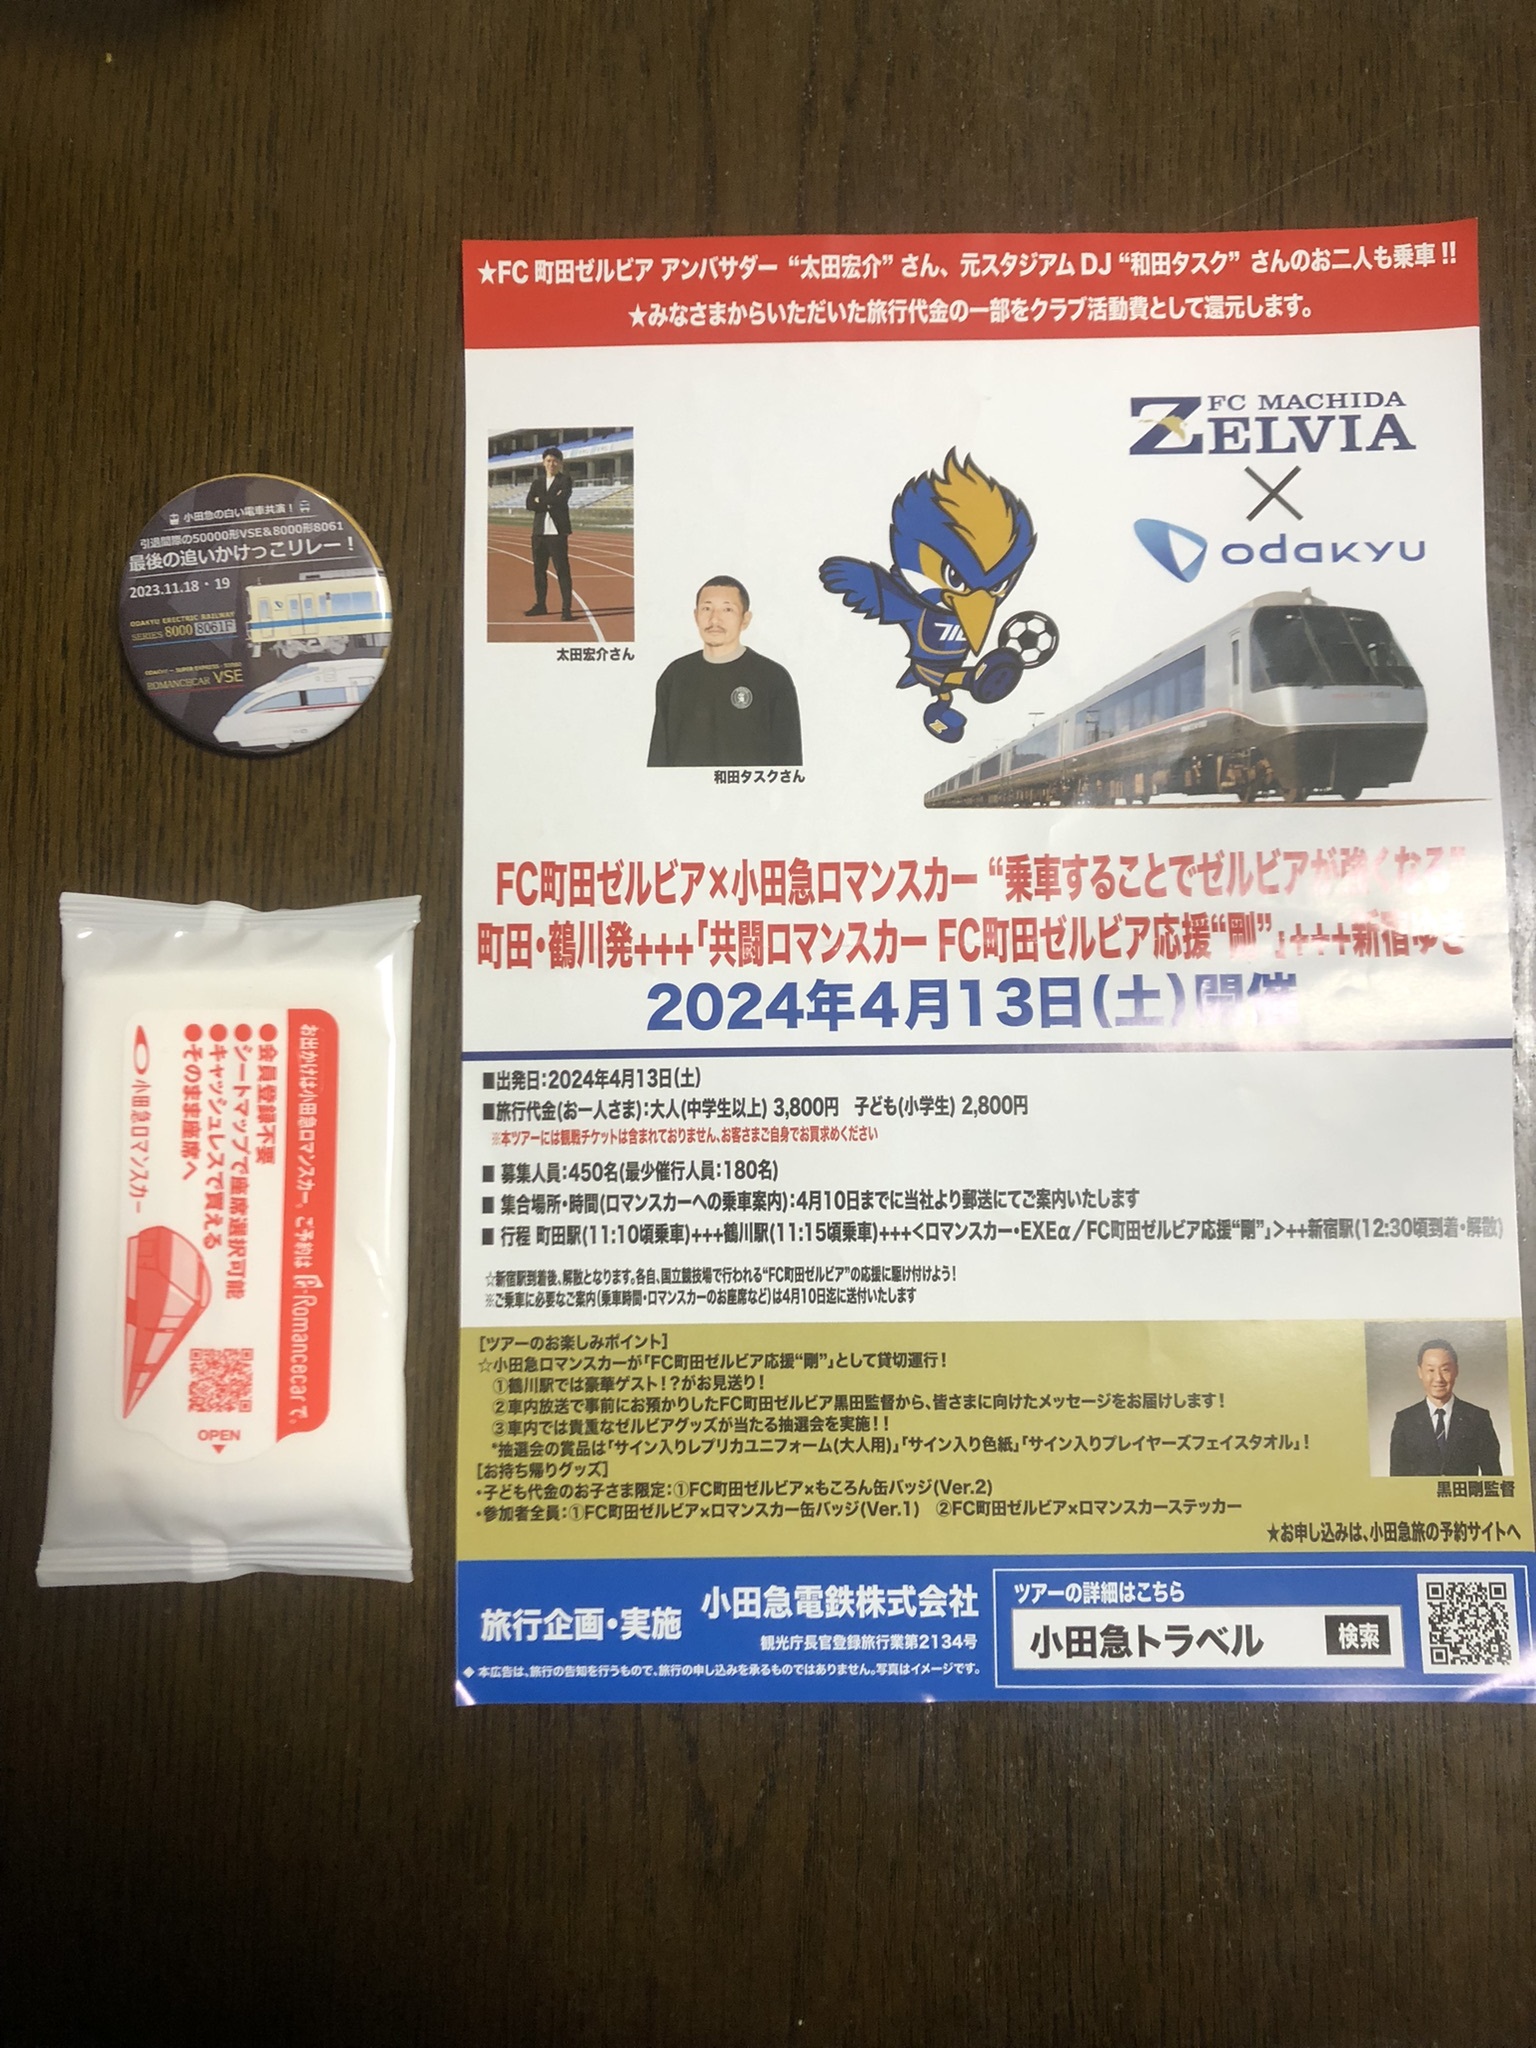 ★FC町田ゼルビア アンバサダー “太田宏介” さん、元スタジアムDJ “和田タスク” さんのお二人も乗車!!
★みなさまからいただいた旅行代金の一部をクラブ活動費として還元します。
FC MACHIDA
ZELVIA
×
odakyu
太田宏介さん
和田タスクさん
FC町田ゼルビア×小田急ロマンスカー “乗車することでゼルビアが強くなる”
町田・鶴川発+++「共闘ロマンスカー FC町田ゼルビア応援“剛”」+++新宿ゆき
2024年4月13日(土)開催
■出発日:2024年4月13日(土)
■旅行代金(お一人さま):大人(中学生以上) 3,800円 子ども(小学生) 2,800円
※本ツアーには観戦チケットは含まれておりません、お客さまご自身でお買求めください
■ 募集人員:450名(最少催行人員:180名)
■ 集合場所・時間(ロマンスカーへの乗車案内):4月10日までに当社より郵送にてご案内いたします
■ 行程 町田駅(11:10頃乗車)+++鶴川駅(11:15頃乗車)+++<ロマンスカー・EXEα/FC町田ゼルビア応援“剛”」>++新宿駅(12:30頃到着・解散)
☆新宿駅到着後、解散となります。各自、国立競技場で行われる“FC町田ゼルビア”の応援に駆け付けよう!
※ご乗車に必要なご案内(乗車時間・ロマンスカーのお座席など)は4月10日迄に送付いたします
[ツアーのお楽しみポイント]
☆小田急ロマンスカーが「FC町田ゼルビア応援“剛”」として貸切運行!
①鶴川駅では豪華ゲスト!?がお見送り!
②車内放送で事前にお預かりしたFC町田ゼルビア黒田監督から、皆さまに向けたメッセージをお届けします!
③車内では貴重なゼルビアグッズが当たる抽選会を実施!!
*抽選会の賞品は「サイン入りレプリカユニフォーム(大人用)」「サイン入り色紙」「サイン入りプレイヤーズフェイスタオル」!
[お持ち帰りグッズ]
・子ども代金のお子さま限定:①FC町田ゼルビア×もころん缶バッジ(Ver.2)
・参加者全員:①FC町田ゼルビア×ロマンスカー缶バッジ(Ver.1) ②FC町田ゼルビア×ロマンスカーステッカー
黒田剛監督
★お申し込みは、小田急旅の予約サイトへ
旅行企画・実施
小田急電鉄株式会社
観光庁長官登録旅行業第2134号
◆ 本広告は、旅行の告知を行うもので、旅行の申し込みを承るものではありません。写真はイメージです。
ツアーの詳細はこちら
小田急トラベル
検索
小田急の白い電車共演!
引退間際の50000形VSE&8000形8061
最後の追いかけっこリレー!
2023.11.18・19
ODAKYU ELECTRIC RAILWAY
SERIES 8000 8061F
ROMANCECAR VSE
お出かけは小田急ロマンスカー。ご予約は e-Romancecarで。
●会員登録不要
●シートマップで座席選択可能
●キャッシュレスで買える
●そのまま座席へ
小田急ロマンスカー
OPEN